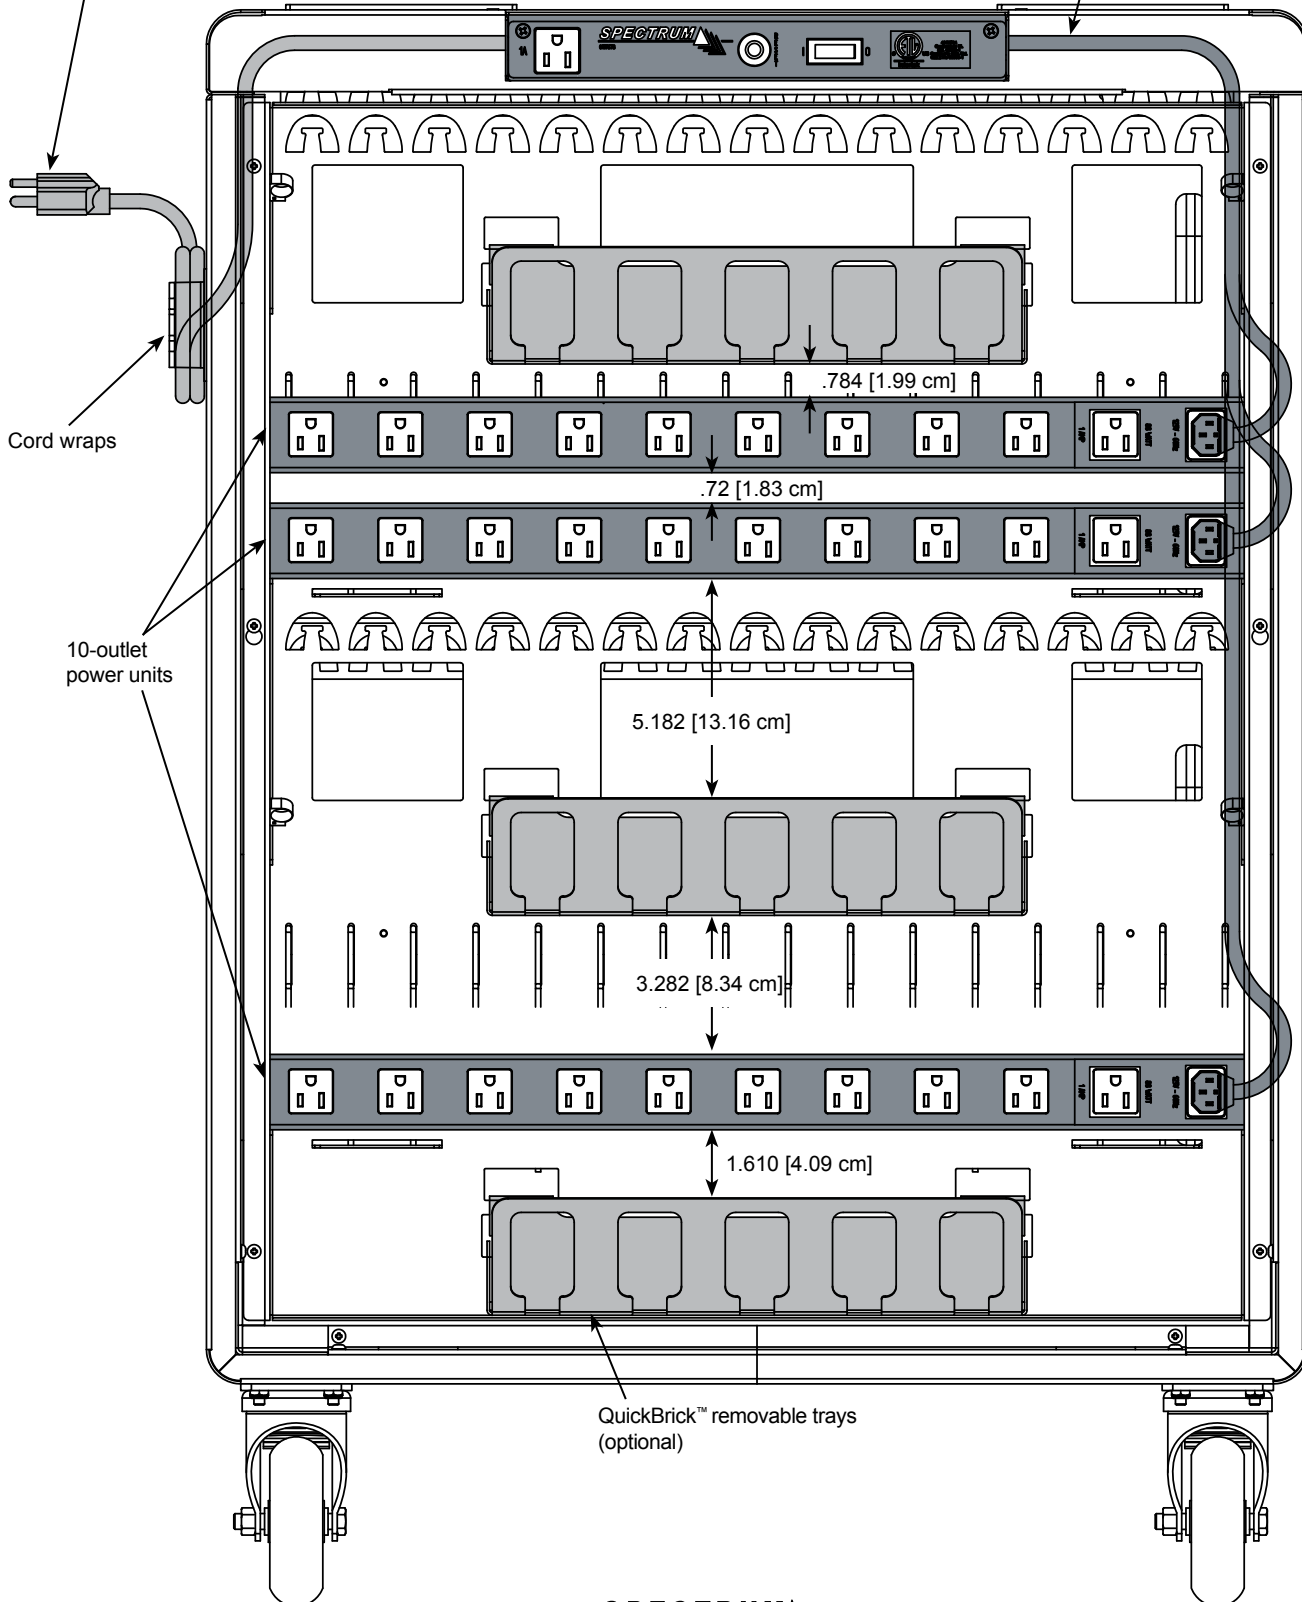 SPECTRUM
.784 [1.99 cm]
Cord wraps
.72 [1.83 cm]
10-outlet
power units
5.182 [13.16 cm]
3.282 [8.34 cm]
1.610 [4.09 cm]
QuickBrick™ removable trays
(optional)